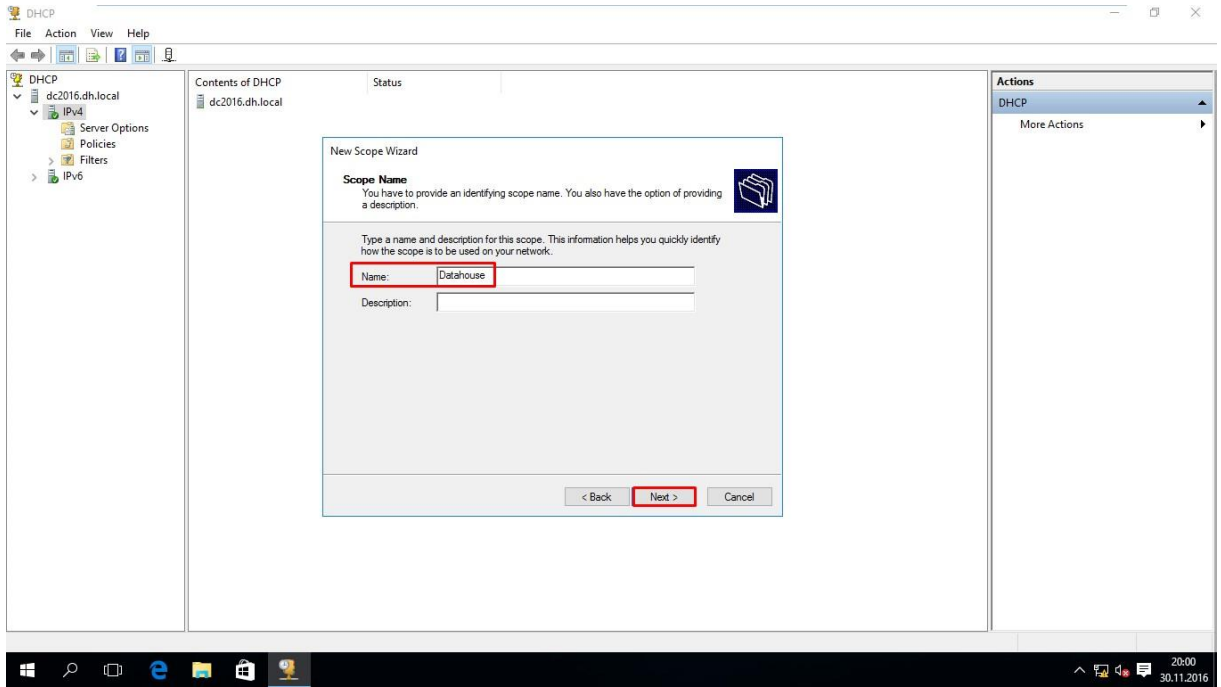 DHCP
File Action View Help
DHCP
dc2016.dh.local
IPv4
Server Options
Policies
Filters
IPv6
Contents of DHCP Status
dc2016.dh.local
New Scope Wizard
Scope Name
You have to provide an identifying scope name. You also have the option of providing
a description.
Type a name and description for this scope. This information helps you quickly identify
how the scope is to be used on your network.
Name: Datahouse
Description:
< Back Next > Cancel
Actions
DHCP
More Actions
20:00
30.11.2016